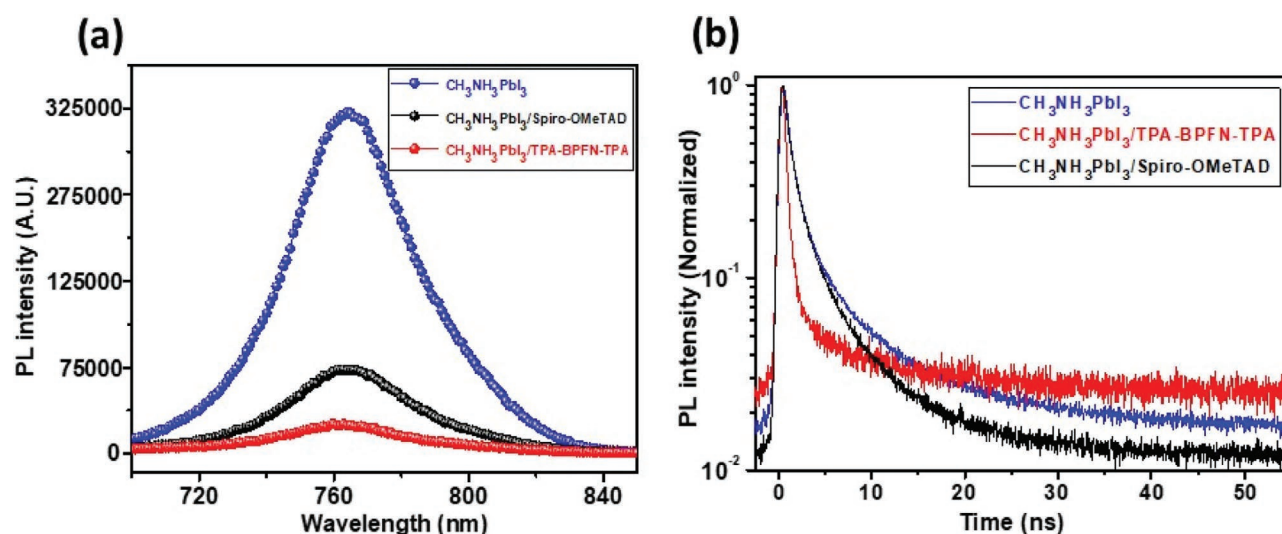 (a)
PL intensity (A.U.)
325000
275000
125000
75000
0
CH₃NH₃PbI₃
CH₃NH₃PbI₃/Spiro-OMeTAD
CH₃NH₃PbI₃/TPA-BPFN-TPA
720 760 800 840
Wavelength (nm)
(b)
PL intensity (Normalized)
10⁰
10⁻¹
10⁻²
CH₃NH₃PbI₃
CH₃NH₃PbI₃/TPA-BPFN-TPA
CH₃NH₃PbI₃/Spiro-OMeTAD
0 10 20 30 40 50
Time (ns)